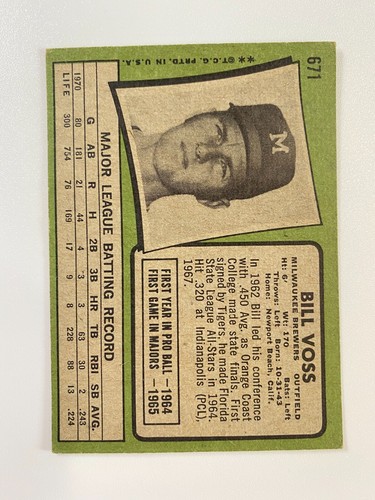 671
**©T.C.G. PRTD. IN U.S.A.
M
BILL VOSS
MILWAUKEE BREWERS OUTFIELD
Ht: 6' Wt: 170 Bats: Left
Throws: Left Born: 10-31-43
Home: Newport Beach, Calif.
In 1962 Bill led his conference
with .450 Avg. as Orange Coast
College made state finals. First
signed by Tigers, he made Florida
State League All-Stars in 1964.
Hit .320 at Indianapolis (PCL),
1967.
FIRST YEAR IN PRO BALL—1964
FIRST GAME IN MAJORS —1965
MAJOR LEAGUE BATTING RECORD
G AB R H 2B 3B HR TB RBI SB AVG.
1970 80 181 21 44 4 3 3 63 30 2 .243
LIFE 300 754 76 169 17 9 8 228 88 13 .224